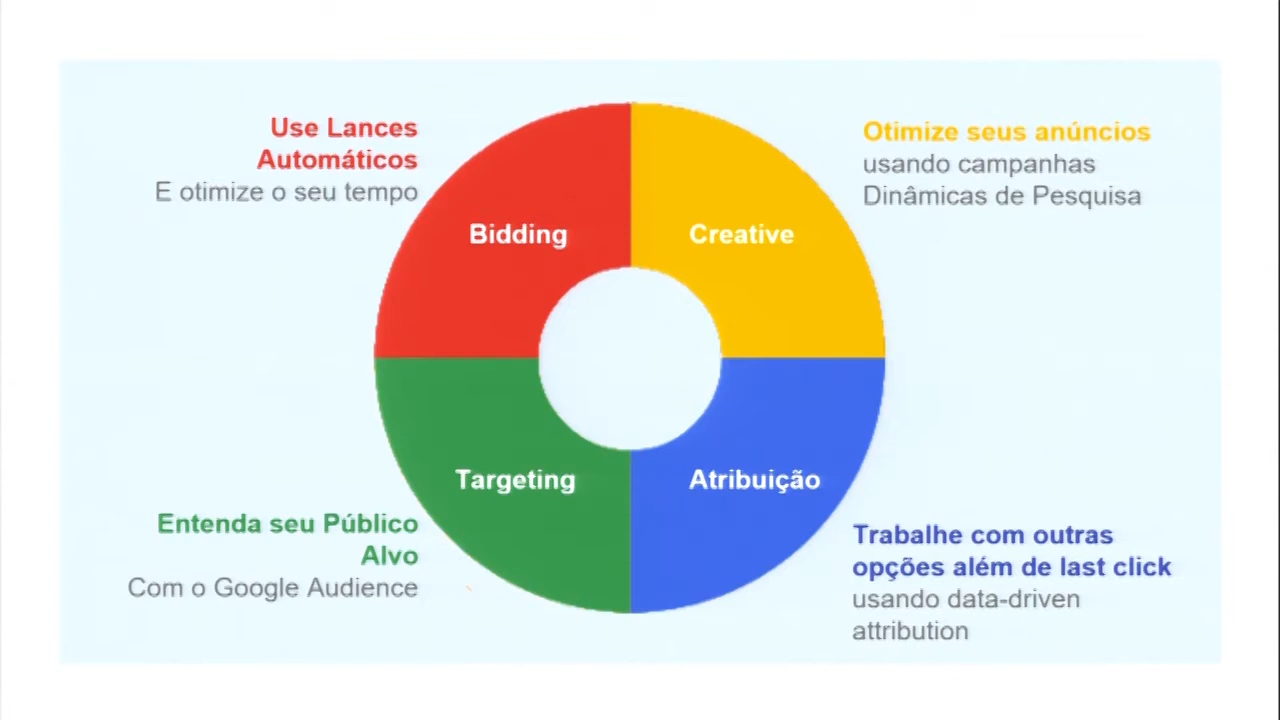 Use Lances
Automáticos
E otimize o seu tempo
Otimize seus anúncios
usando campanhas
Dinâmicas de Pesquisa
Bidding
Creative
Targeting
Atribuição
Entenda seu Público
Alvo
Com o Google Audience
Trabalhe com outras
opções além de last click
usando data-driven
attribution